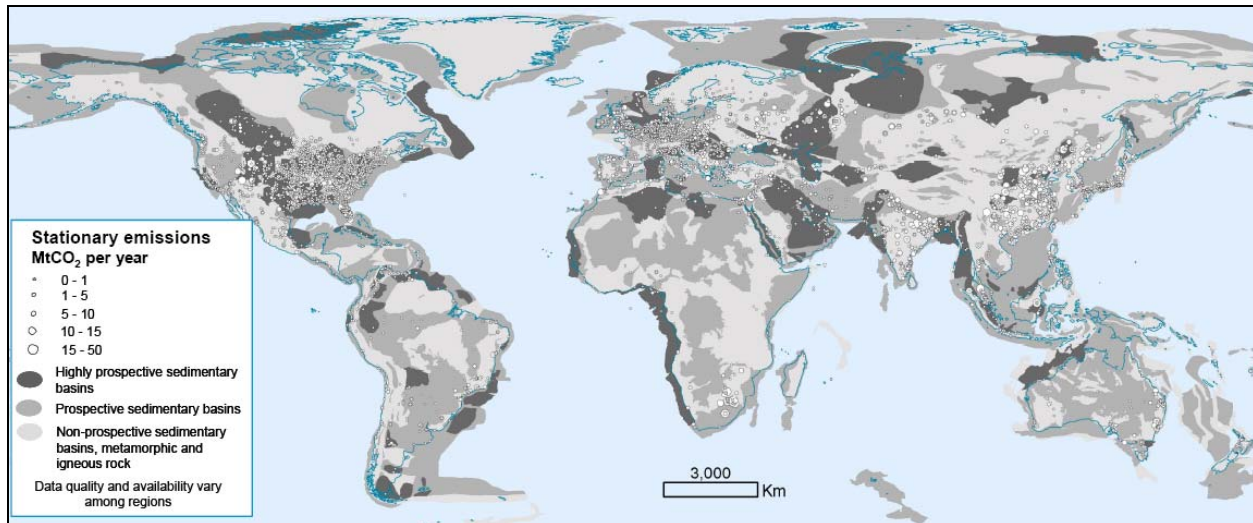 Stationary emissions
MtCO₂ per year
0 - 1
1 - 5
5 - 10
10 - 15
15 - 50
Highly prospective sedimentary
basins
Prospective sedimentary basins
Non-prospective sedimentary
basins, metamorphic and
igneous rock
Data quality and availability vary
among regions
3,000
Km